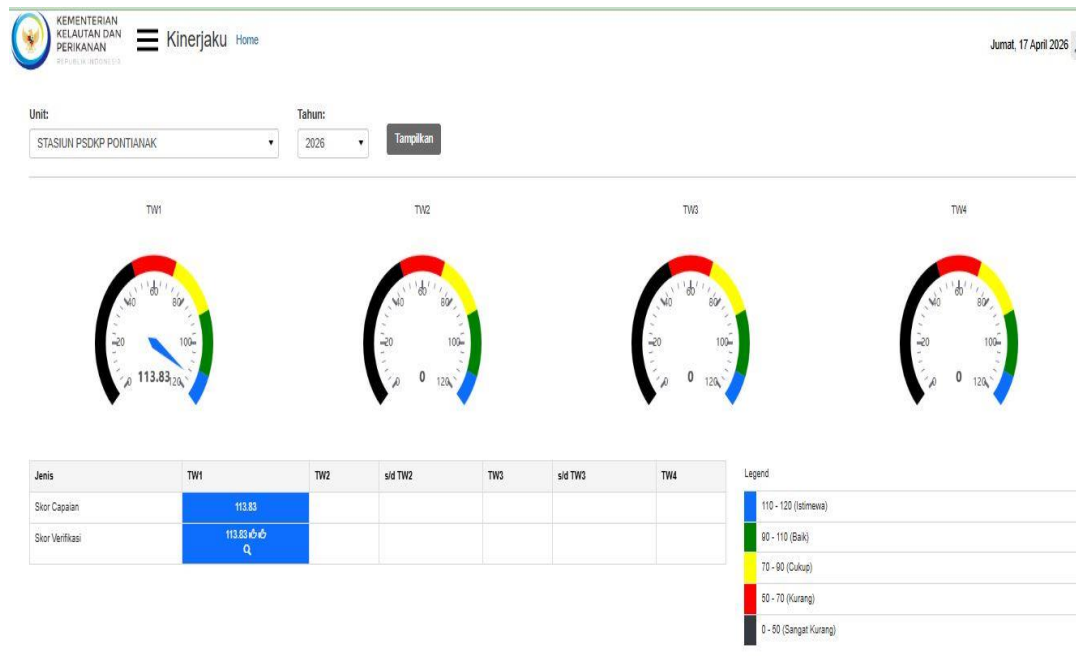 KEMENTERIAN
KELAUTAN DAN
PERIKANAN
REPUBLIK INDONESIA
Kinerjaku Home
Jumat, 17 April 2026
Unit:
Tahun:
STASIUN PSDKP PONTIANAK
2026
Tampilkan
TW1
TW2
TW3
TW4
0 20 40 60 80 100 120
113.83
0 20 40 60 80 100 120
0
0 20 40 60 80 100 120
0
0 20 40 60 80 100 120
0
Jenis TW1 TW2 s/d TW2 TW3 s/d TW3 TW4
Skor Capaian 113.83
Skor Verifikasi 113.83
Legend
110 - 120 (Istimewa)
90 - 110 (Baik)
70 - 90 (Cukup)
50 - 70 (Kurang)
0 - 50 (Sangat Kurang)